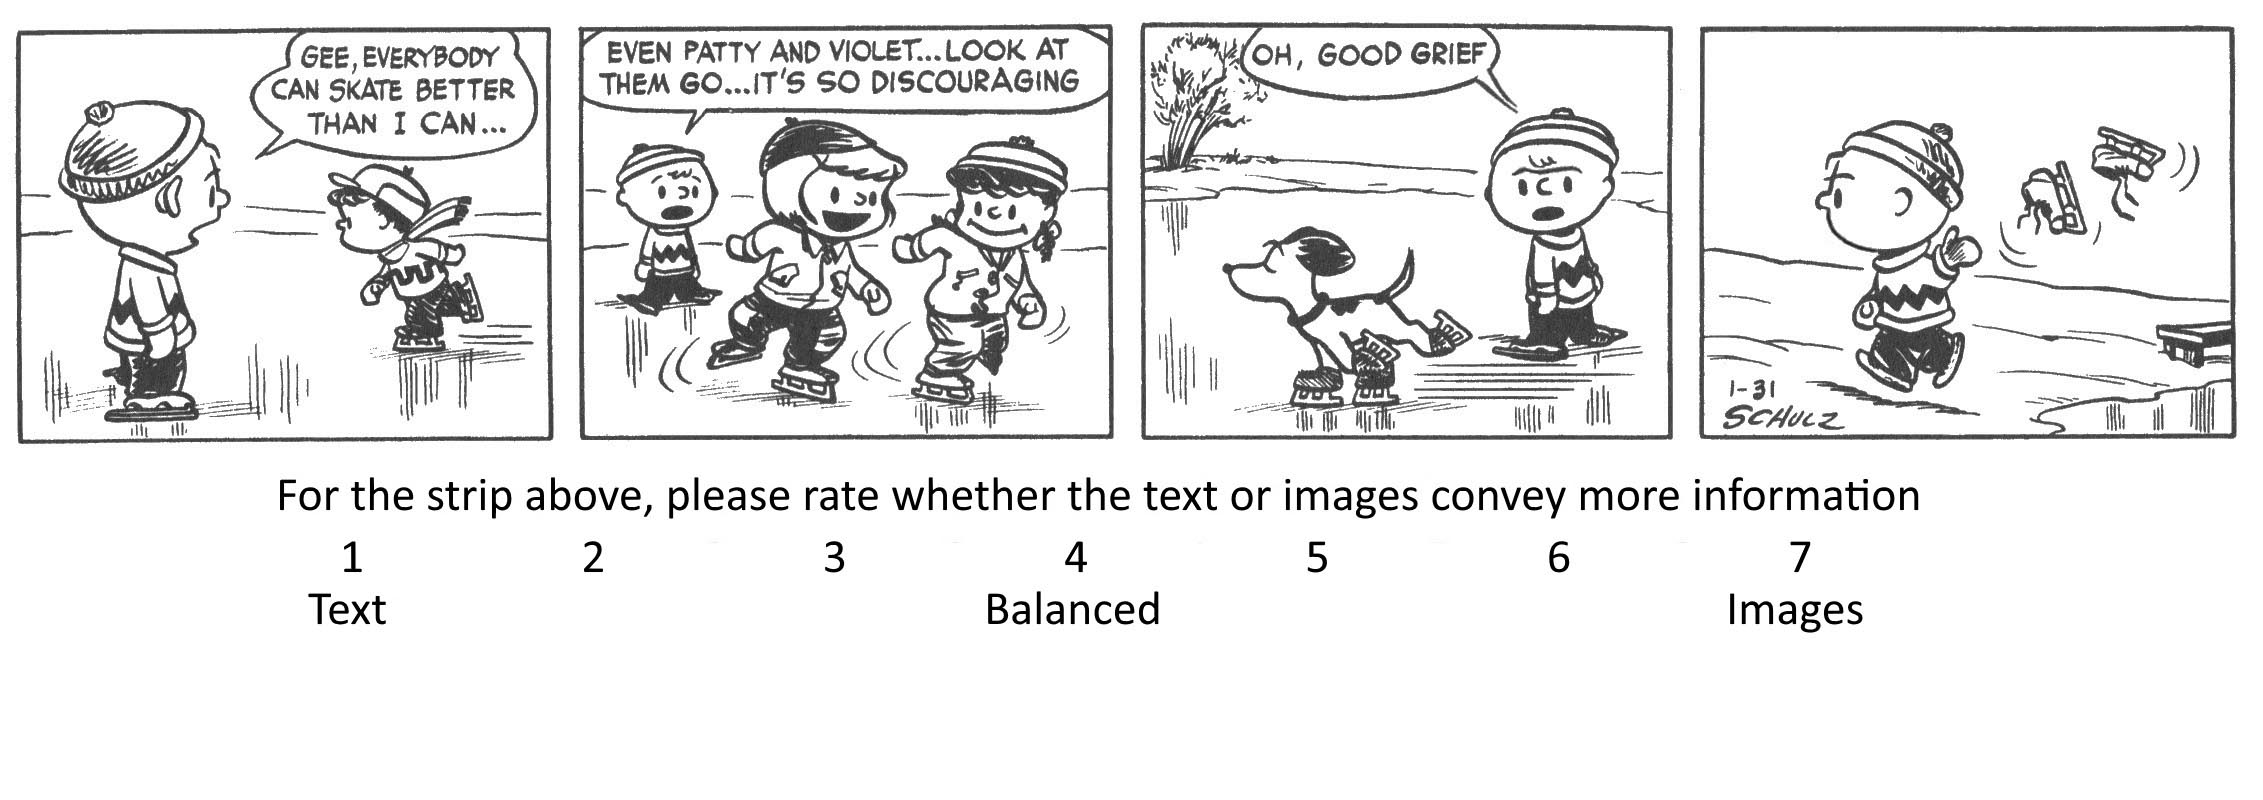 GEE, EVERYBODY
CAN SKATE BETTER
THAN I CAN...
EVEN PATTY AND VIOLET...LOOK AT
THEM GO...IT'S SO DISCOURAGING
OH, GOOD GRIEF
1-31
SCHULZ
For the strip above, please rate whether the text or images convey more information
1 2 3 4 5 6 7
Text Balanced Images